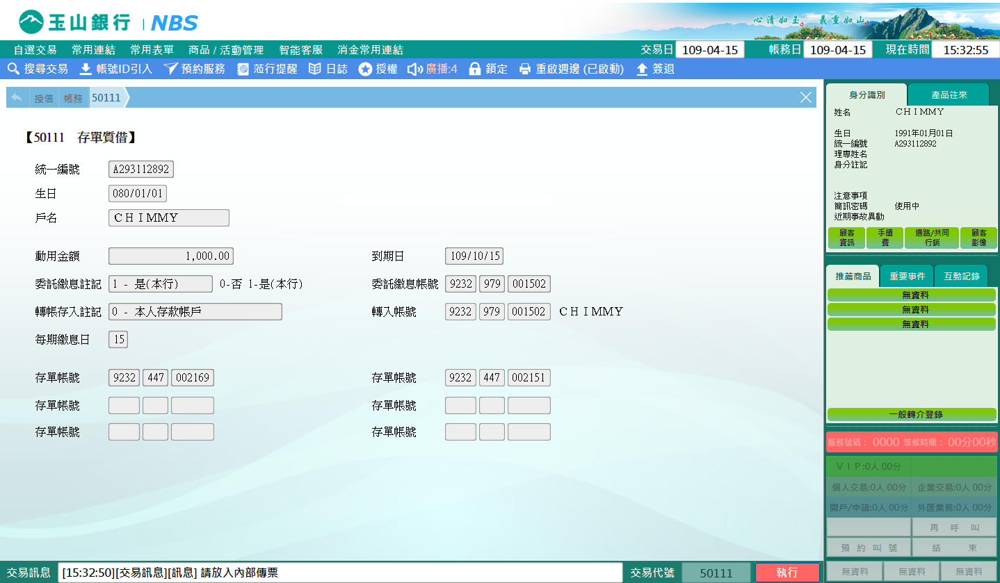 玉山銀行 | NBS
心清如玉。 義重如山。
自選交易 常用連結 常用表單 商品 / 活動管理 智能客服 消金常用連結 交易日 109-04-15 帳務日 109-04-15 現在時間 15:32:55
搜尋交易 帳號ID引入 預約服務 蒞行提醒 日誌 授權 廣播:4 鎖定 重啟週邊 (已啟動) 簽退
授信 帳務 50111
【50111 存單質借】
統一編號 A293112892
生日 080/01/01
戶名 ＣＨＩＭＭＹ
動用金額 1,000.00 到期日 109/10/15
委託繳息註記 1 - 是(本行) 0-否 1-是(本行) 委託繳息帳號 9232 979 001502
轉帳存入註記 0 - 本人存款帳戶 轉入帳號 9232 979 001502 ＣＨＩＭＭＹ
每期繳息日 15
存單帳號 9232 447 002169 存單帳號 9232 447 002151
存單帳號 存單帳號
存單帳號 存單帳號
交易訊息 [15:32:50][交易訊息][訊息] 請放入內部傳票 交易代號 50111 執行
身分識別 產品往來
姓名 ＣＨＩＭＭＹ
生日 1991年01月01日
統一編號 A293112892
理專姓名
身分註記
注意事項
簡訊密碼 使用中
近期事故異動
顧客資訊 手續費 通路/共同行銷 顧客影像
推薦商品 重要事件 互動記錄
無資料
無資料
無資料
一般轉介登錄
服務號碼： 0000 等候時間： 00分00秒
ＶＩＰ:0人 00分
個人交易:0人 00分 企業交易:0人 00分
開戶/申請:0人 00分 外匯業務:0人 00分
再 呼 叫
預 約 叫 號 結 束
無資料 無資料 無資料